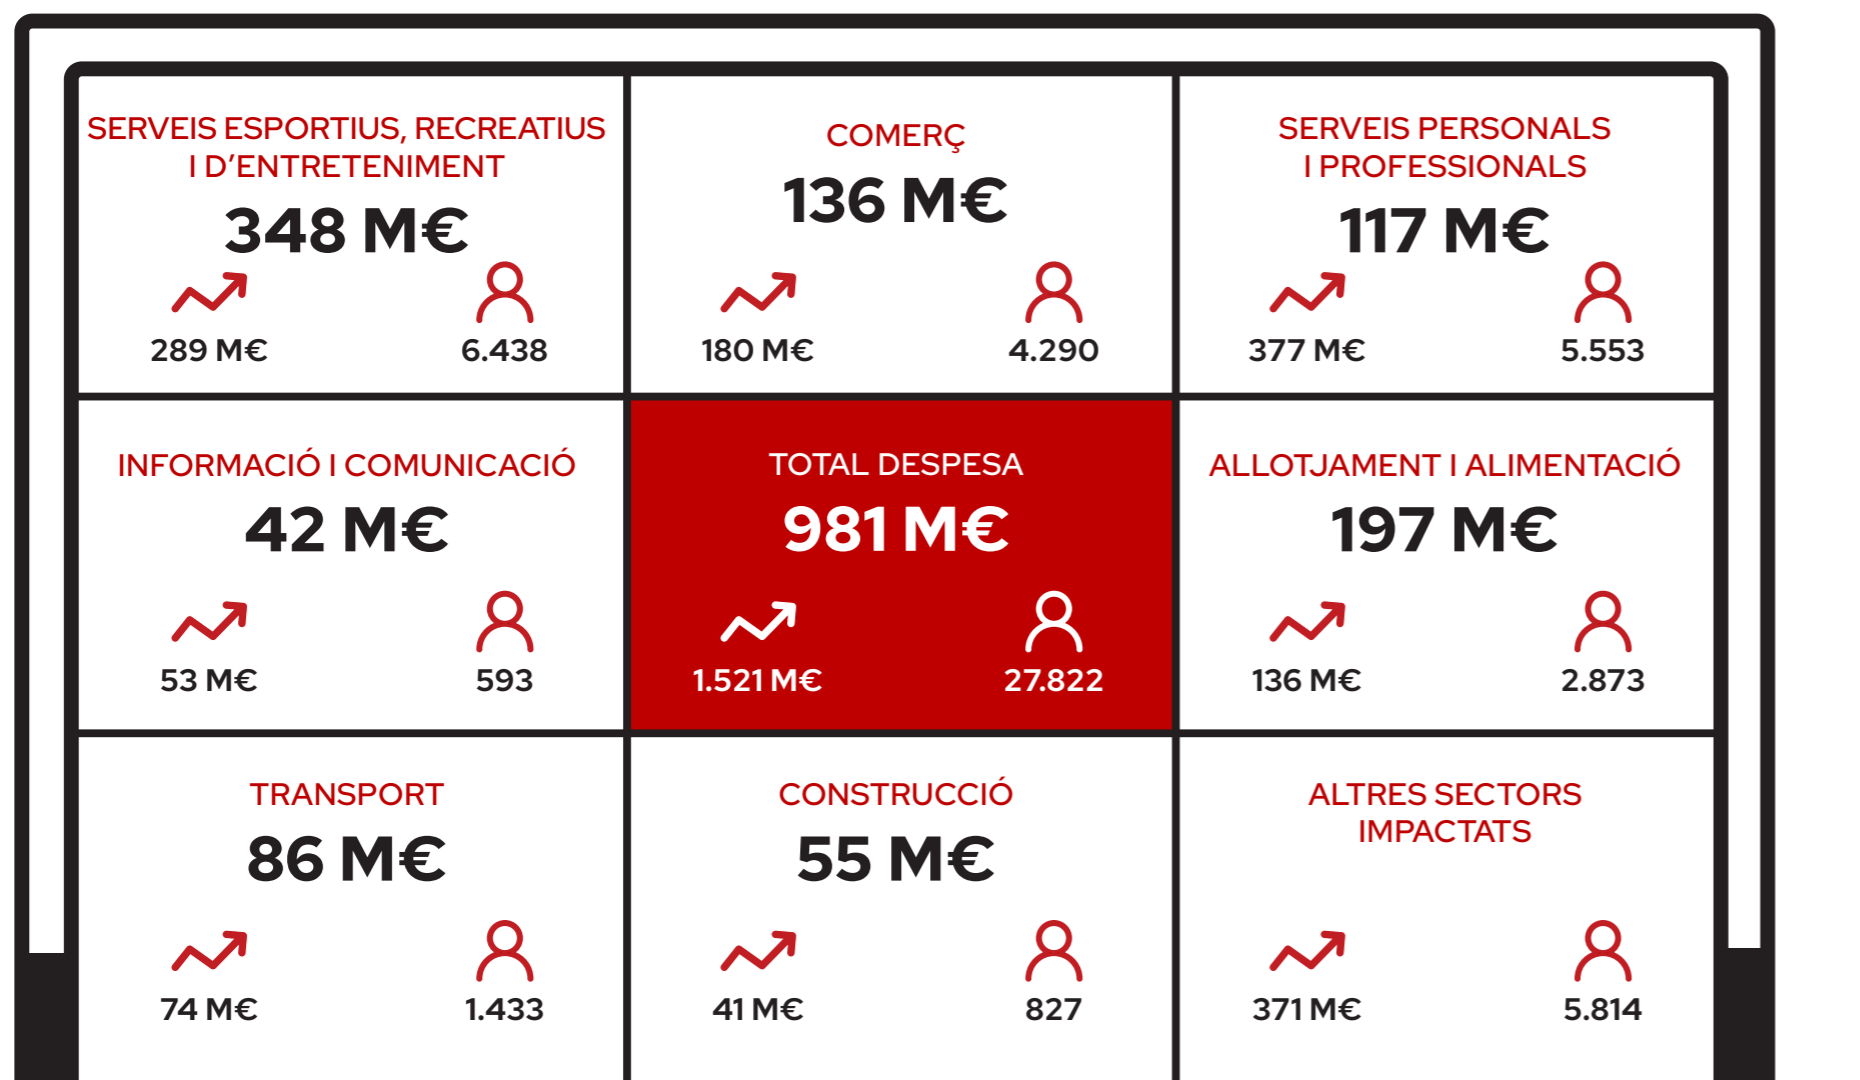 SERVEIS ESPORTIUS, RECREATIUS
I D’ENTRETENIMENT
348 M€
289 M€
6.438
COMERÇ
136 M€
180 M€
4.290
SERVEIS PERSONALS
I PROFESSIONALS
117 M€
377 M€
5.553
INFORMACIÓ I COMUNICACIÓ
42 M€
53 M€
593
TOTAL DESPESA
981 M€
1.521 M€
27.822
ALLOTJAMENT I ALIMENTACIÓ
197 M€
136 M€
2.873
TRANSPORT
86 M€
74 M€
1.433
CONSTRUCCIÓ
55 M€
41 M€
827
ALTRES SECTORS
IMPACTATS
371 M€
5.814